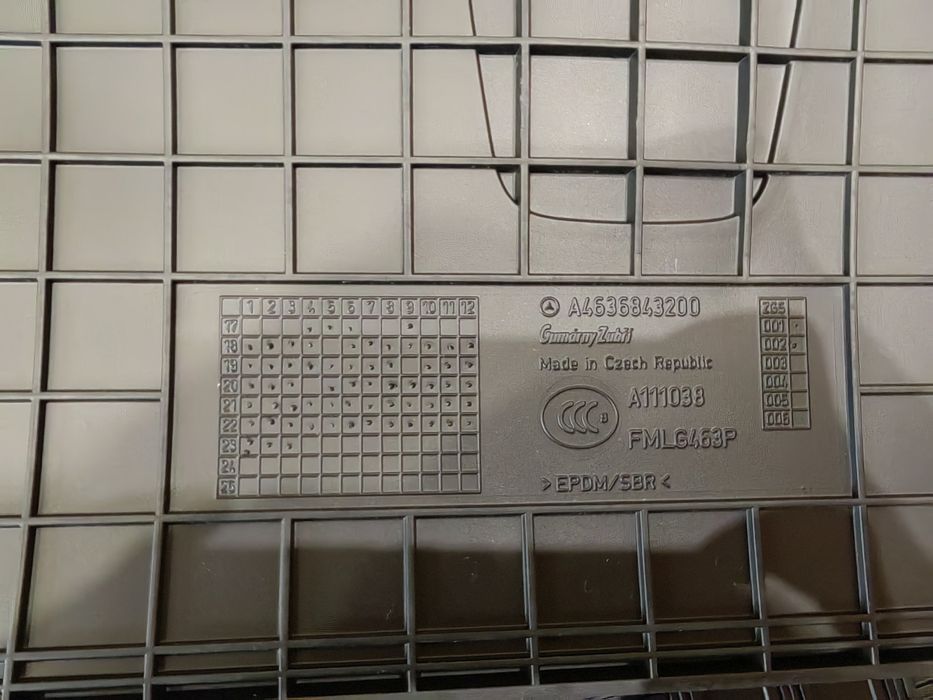 1 2 3 4 5 6 7 8 9 10 11 12
17
18
19
20
21
22
23
24
25
A4636843200
Gumárny Zubří
Made in Czech Republic
CCC
A111038
FMLG463P
>EPDM/SBR<
ZGS
001
002
003
004
005
006